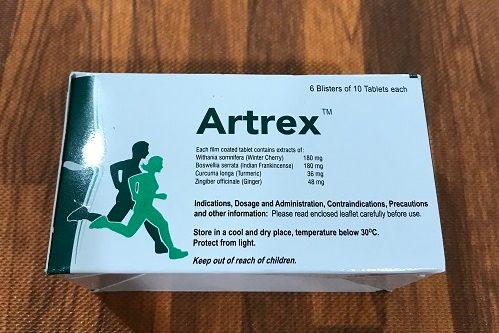 6 Blisters of 10 Tablets each
Artrex™
Each film coated tablet contains extracts of:
Withania somnifera (Winter Cherry) 180 mg
Boswellia serrata (Indian Frankincense) 180 mg
Curcuma longa (Turmeric) 36 mg
Zingiber officinale (Ginger) 48 mg
Indications, Dosage and Administration, Contraindications, Precautions
and other information: Please read enclosed leaflet carefully before use.
Store in a cool and dry place, temperature below 30ºC.
Protect from light.
Keep out of reach of children.